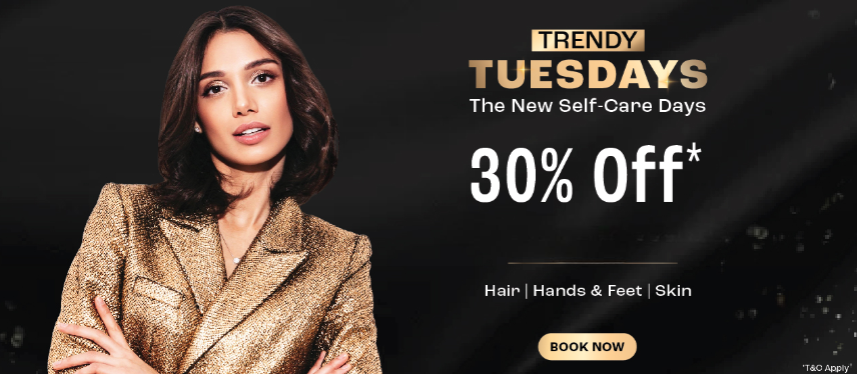 TRENDY
TUESDAYS
The New Self-Care Days
30% Off*
Hair | Hands & Feet | Skin
BOOK NOW
*T&C Apply*